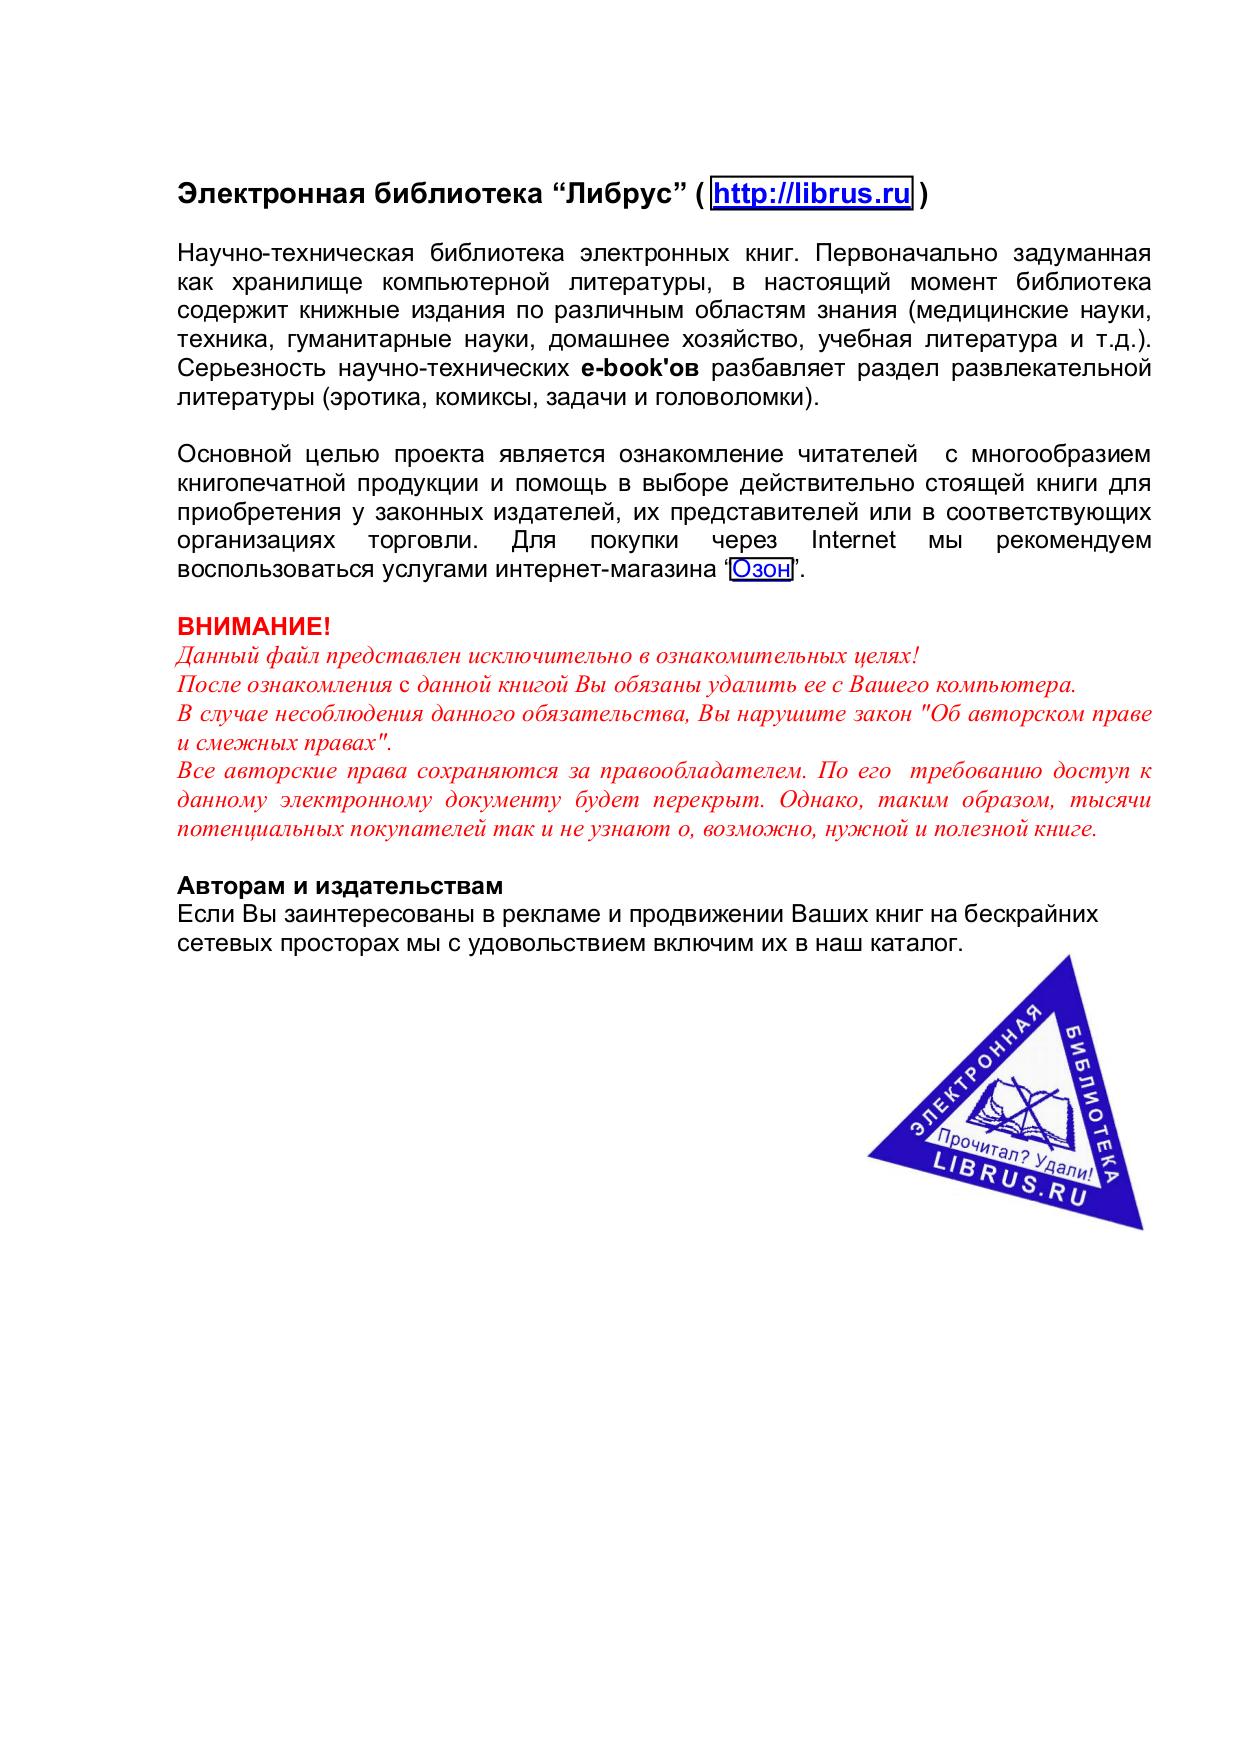 Электронная библиотека “Либрус” ( http://librus.ru )
Научно-техническая библиотека электронных книг. Первоначально задуманная
как хранилище компьютерной литературы, в настоящий момент библиотека
содержит книжные издания по различным областям знания (медицинские науки,
техника, гуманитарные науки, домашнее хозяйство, учебная литература и т.д.).
Серьезность научно-технических e-book'ов разбавляет раздел развлекательной
литературы (эротика, комиксы, задачи и головоломки).
Основной целью проекта является ознакомление читателей с многообразием
книгопечатной продукции и помощь в выборе действительно стоящей книги для
приобретения у законных издателей, их представителей или в соответствующих
организациях торговли. Для покупки через Internet мы рекомендуем
воспользоваться услугами интернет-магазина “Озон”.
ВНИМАНИЕ!
Данный файл представлен исключительно в ознакомительных целях!
После ознакомления с данной книгой Вы обязаны удалить ее с Вашего компьютера.
В случае несоблюдения данного обязательства, Вы нарушите закон "Об авторском праве
и смежных правах".
Все авторские права сохраняются за правообладателем. По его требованию доступ к
данному электронному документу будет перекрыт. Однако, таким образом, тысячи
потенциальных покупателей так и не узнают о, возможно, нужной и полезной книге.
Авторам и издательствам
Если Вы заинтересованы в рекламе и продвижении Ваших книг на бескрайних
сетевых просторах мы с удовольствием включим их в наш каталог.
ЭЛЕКТРОННАЯ
БИБЛИОТЕКА
Прочитал? Удали!
LIBRUS.RU